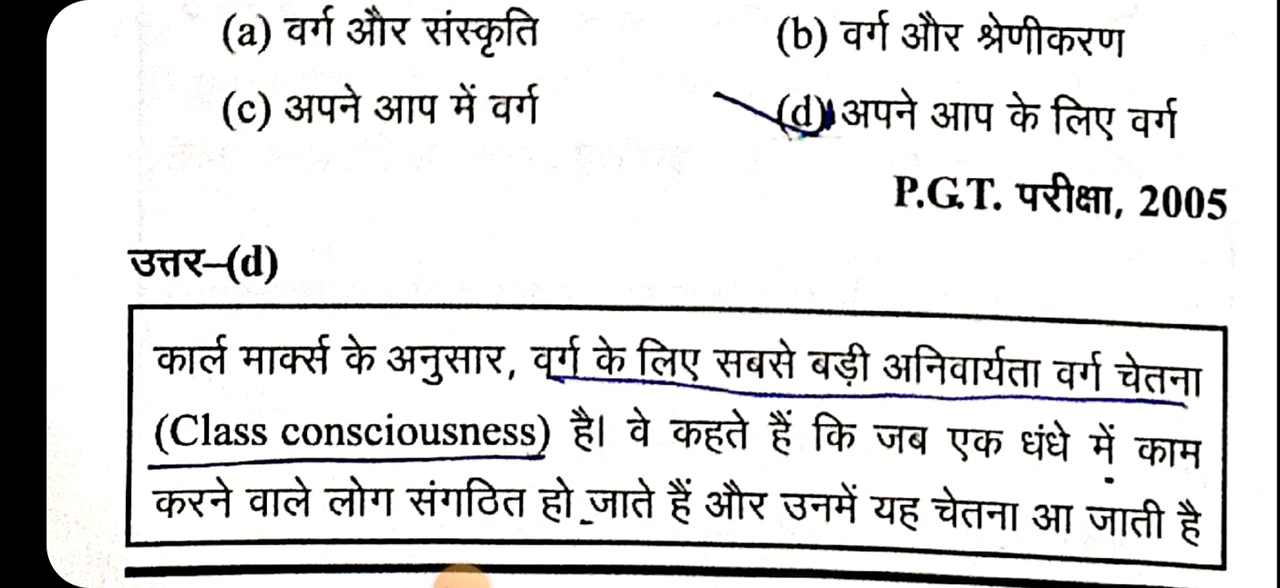 (a) वर्ग और संस्कृति (b) वर्ग और श्रेणीकरण
(c) अपने आप में वर्ग (d) अपने आप के लिए वर्ग
P.G.T. परीक्षा, 2005
उत्तर–(d)
कार्ल मार्क्स के अनुसार, वर्ग के लिए सबसे बड़ी अनिवार्यता वर्ग चेतना
(Class consciousness) है। वे कहते हैं कि जब एक धंधे में काम
करने वाले लोग संगठित हो जाते हैं और उनमें यह चेतना आ जाती है